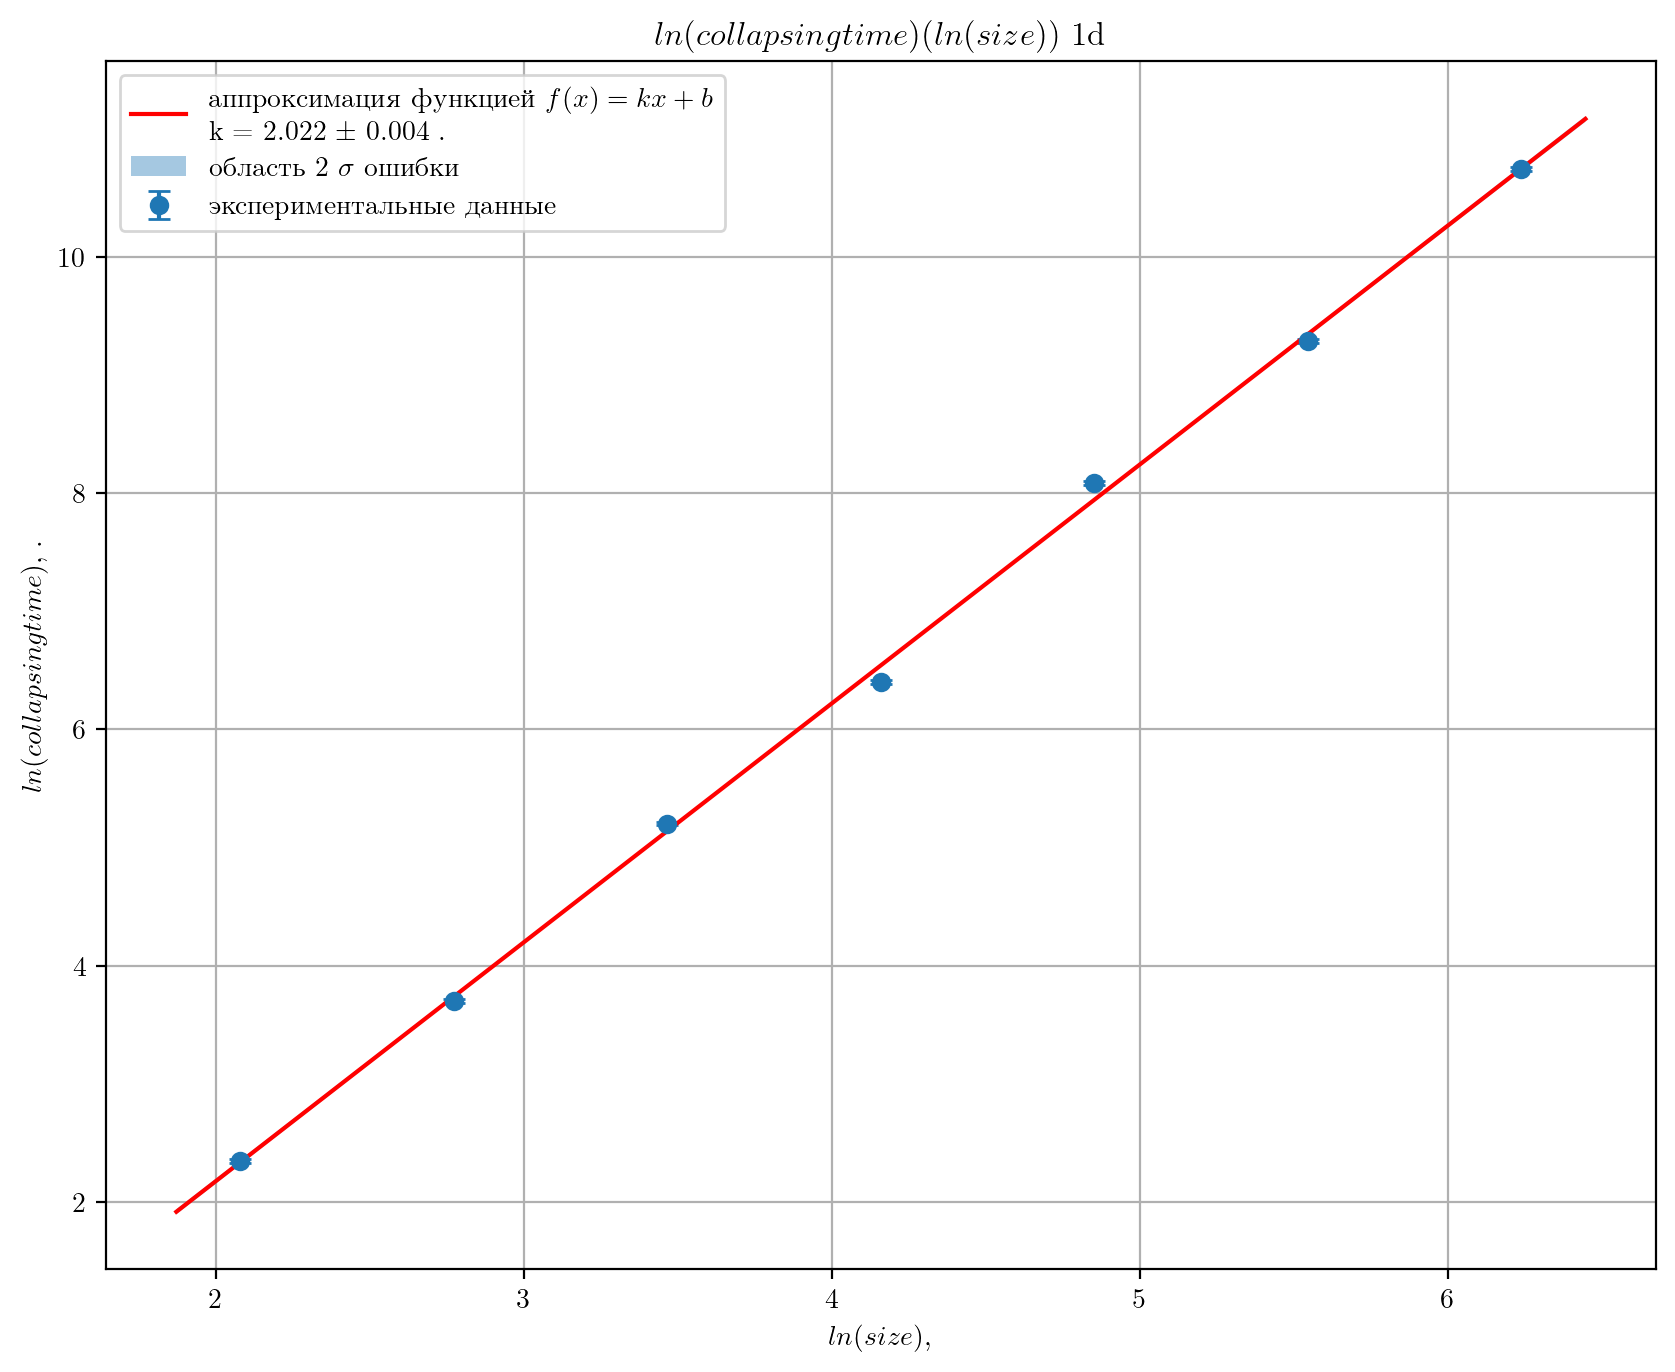 ln(collapsingtime)(ln(size)) 1d
аппроксимация функцией f(x) = kx + b
k = 2.022 ± 0.004 .
область 2 σ ошибки
экспериментальные данные
10
8
6
4
2
ln(collapsingtime), .
2 3 4 5 6
ln(size),